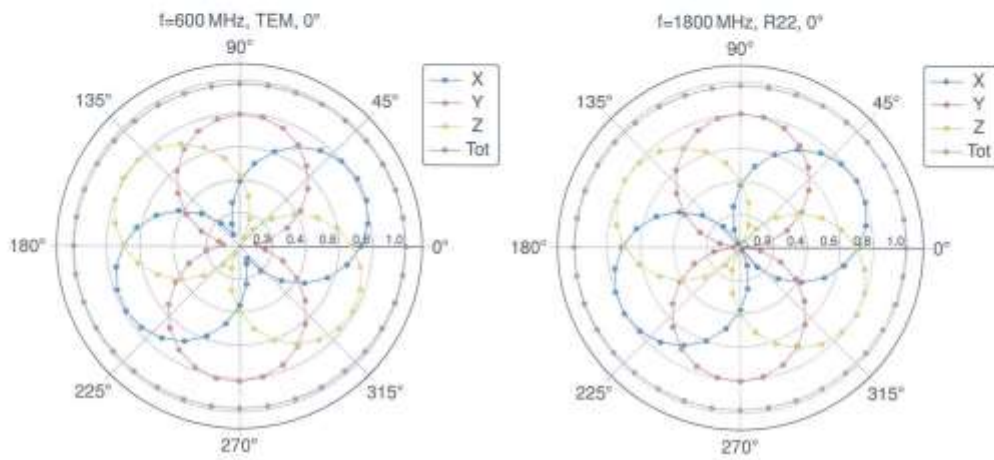 f=600 MHz, TEM, 0°
90°
135°
45°
X
Y
Z
Tot
180°
0.2 0.4 0.6 0.8 1.0
0°
225°
315°
270°
f=1800 MHz, R22, 0°
90°
135°
45°
X
Y
Z
Tot
180°
0.2 0.4 0.6 0.8 1.0
0°
225°
315°
270°